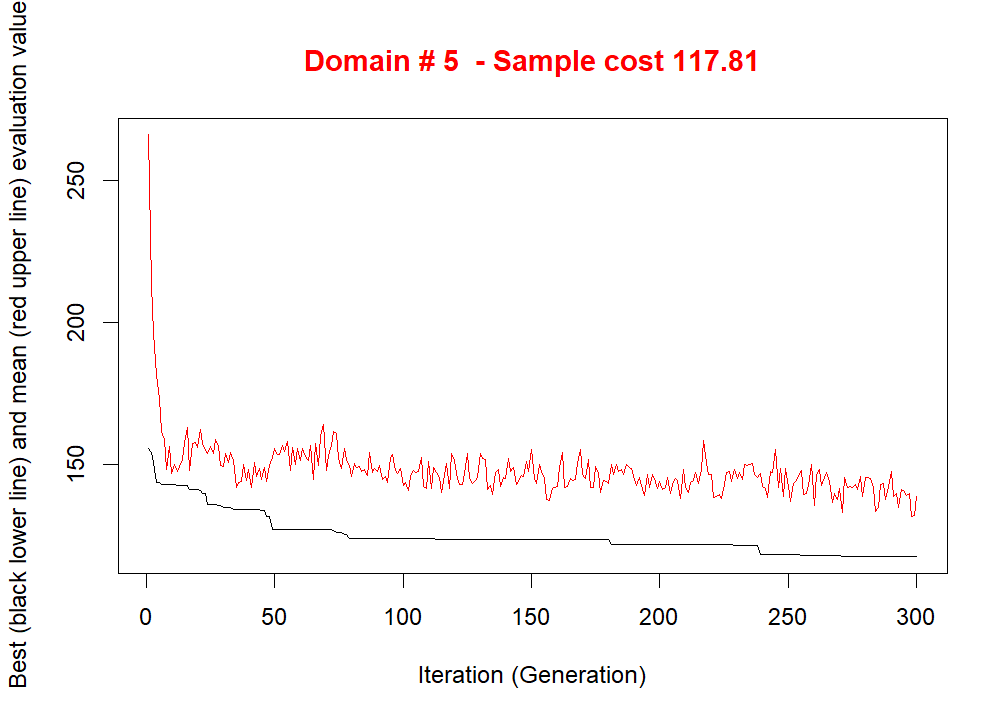 Domain # 5  - Sample cost 117.81
Best (black lower line) and mean (red upper line) evaluation value
250
200
150
0 50 100 150 200 250 300
Iteration (Generation)